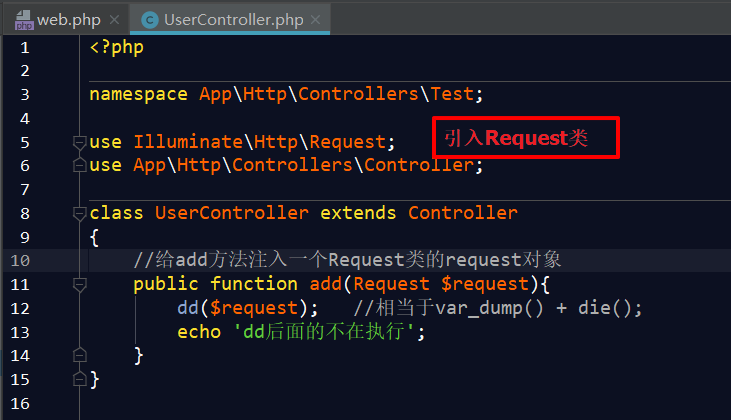 web.php × UserController.php ×
1 <?php
2
3 namespace App\Http\Controllers\Test;
4
5 use Illuminate\Http\Request; 引入Request类
6 use App\Http\Controllers\Controller;
7
8 class UserController extends Controller
9 {
10 //给add方法注入一个Request类的request对象
11 public function add(Request $request){
12 dd($request); //相当于var_dump() + die();
13 echo 'dd后面的不在执行';
14 }
15 }
16